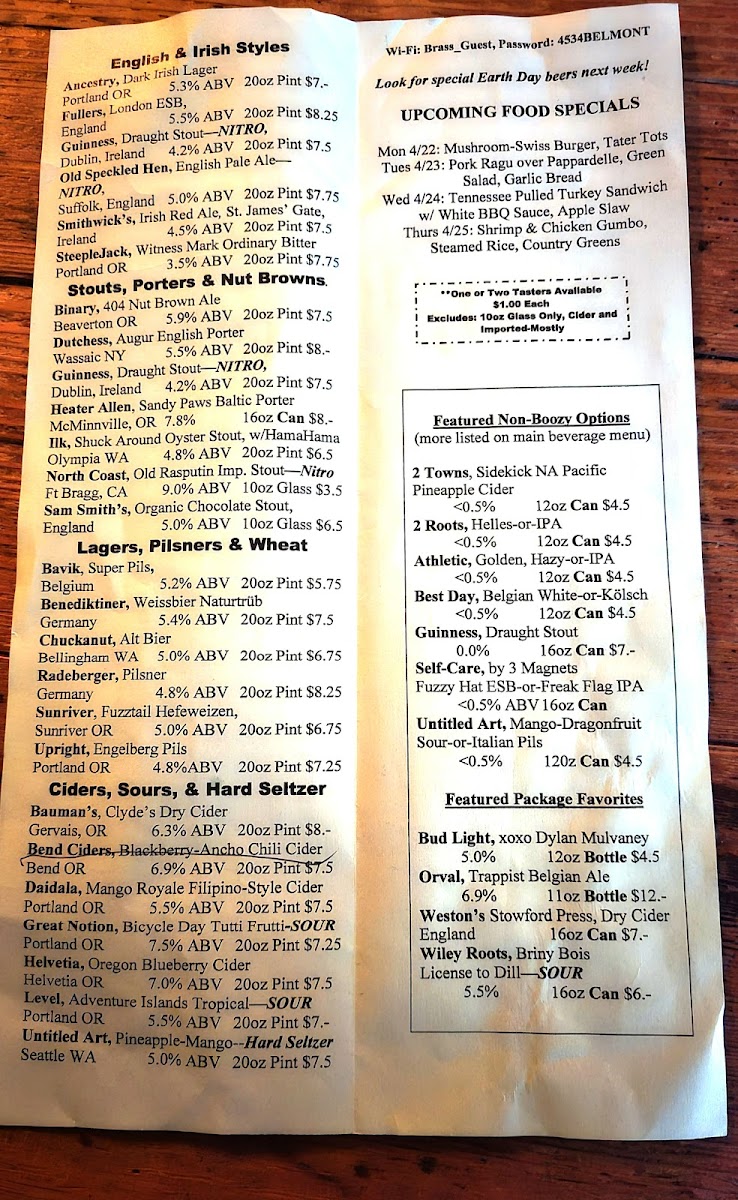 English & Irish Styles
Ancestry, Dark Irish Lager
Portland OR 5.3% ABV 20oz Pint $7.-
Fullers, London ESB,
England 5.5% ABV 20oz Pint $8.25
Guinness, Draught Stout—NITRO,
Dublin, Ireland 4.2% ABV 20oz Pint $7.5
Old Speckled Hen, English Pale Ale—
NITRO,
Suffolk, England 5.0% ABV 20oz Pint $7.75
Smithwick's, Irish Red Ale, St. James' Gate,
Ireland 4.5% ABV 20oz Pint $7.5
SteepleJack, Witness Mark Ordinary Bitter
Portland OR 3.5% ABV 20oz Pint $7.75
Stouts, Porters & Nut Browns.
Binary, 404 Nut Brown Ale
Beaverton OR 5.9% ABV 20oz Pint $7.5
Dutchess, Augur English Porter
Wassaic NY 5.5% ABV 20oz Pint $8.-
Guinness, Draught Stout—NITRO,
Dublin, Ireland 4.2% ABV 20oz Pint $7.5
Heater Allen, Sandy Paws Baltic Porter
McMinnville, OR 7.8% 16oz Can $8.-
Ilk, Shuck Around Oyster Stout, w/HamaHama
Olympia WA 4.8% ABV 20oz Pint $6.5
North Coast, Old Rasputin Imp. Stout—Nitro
Ft Bragg, CA 9.0% ABV 10oz Glass $3.5
Sam Smith's, Organic Chocolate Stout,
England 5.0% ABV 10oz Glass $6.5
Lagers, Pilsners & Wheat
Bavik, Super Pils,
Belgium 5.2% ABV 20oz Pint $5.75
Benediktiner, Weissbier Naturtrüb
Germany 5.4% ABV 20oz Pint $7.5
Chuckanut, Alt Bier
Bellingham WA 5.0% ABV 20oz Pint $6.75
Radeberger, Pilsner
Germany 4.8% ABV 20oz Pint $8.25
Sunriver, Fuzztail Hefeweizen,
Sunriver OR 5.0% ABV 20oz Pint $6.75
Upright, Engelberg Pils
Portland OR 4.8%ABV 20oz Pint $7.25
Ciders, Sours, & Hard Seltzer
Bauman's, Clyde's Dry Cider
Gervais, OR 6.3% ABV 20oz Pint $8.-
Bend Ciders, Blackberry-Ancho Chili Cider
Bend OR 6.9% ABV 20oz Pint $7.5
Daidala, Mango Royale Filipino-Style Cider
Portland OR 5.5% ABV 20oz Pint $7.5
Great Notion, Bicycle Day Tutti Frutti-SOUR
Portland OR 7.5% ABV 20oz Pint $7.25
Helvetia, Oregon Blueberry Cider
Helvetia OR 7.0% ABV 20oz Pint $7.5
Level, Adventure Islands Tropical—SOUR
Portland OR 5.5% ABV 20oz Pint $7.-
Untitled Art, Pineapple-Mango--Hard Seltzer
Seattle WA 5.0% ABV 20oz Pint $7.5
Wi-Fi: Brass_Guest, Password: 4534BELMONT
Look for special Earth Day beers next week!
UPCOMING FOOD SPECIALS
Mon 4/22: Mushroom-Swiss Burger, Tater Tots
Tues 4/23: Pork Ragu over Pappardelle, Green
Salad, Garlic Bread
Wed 4/24: Tennessee Pulled Turkey Sandwich
w/ White BBQ Sauce, Apple Slaw
Thurs 4/25: Shrimp & Chicken Gumbo,
Steamed Rice, Country Greens
**One or Two Tasters Available
$1.00 Each
Excludes: 10oz Glass Only, Cider and
Imported-Mostly
Featured Non-Boozy Options
(more listed on main beverage menu)
2 Towns, Sidekick NA Pacific
Pineapple Cider
<0.5% 12oz Can $4.5
2 Roots, Helles-or-IPA
<0.5% 12oz Can $4.5
Athletic, Golden, Hazy-or-IPA
<0.5% 12oz Can $4.5
Best Day, Belgian White-or-Kölsch
<0.5% 12oz Can $4.5
Guinness, Draught Stout
0.0% 16oz Can $7.-
Self-Care, by 3 Magnets
Fuzzy Hat ESB-or-Freak Flag IPA
<0.5% ABV 16oz Can
Untitled Art, Mango-Dragonfruit
Sour-or-Italian Pils
<0.5% 120z Can $4.5
Featured Package Favorites
Bud Light, xoxo Dylan Mulvaney
5.0% 12oz Bottle $4.5
Orval, Trappist Belgian Ale
6.9% 11oz Bottle $12.-
Weston's Stowford Press, Dry Cider
England 16oz Can $7.-
Wiley Roots, Briny Bois
License to Dill—SOUR
5.5% 16oz Can $6.-